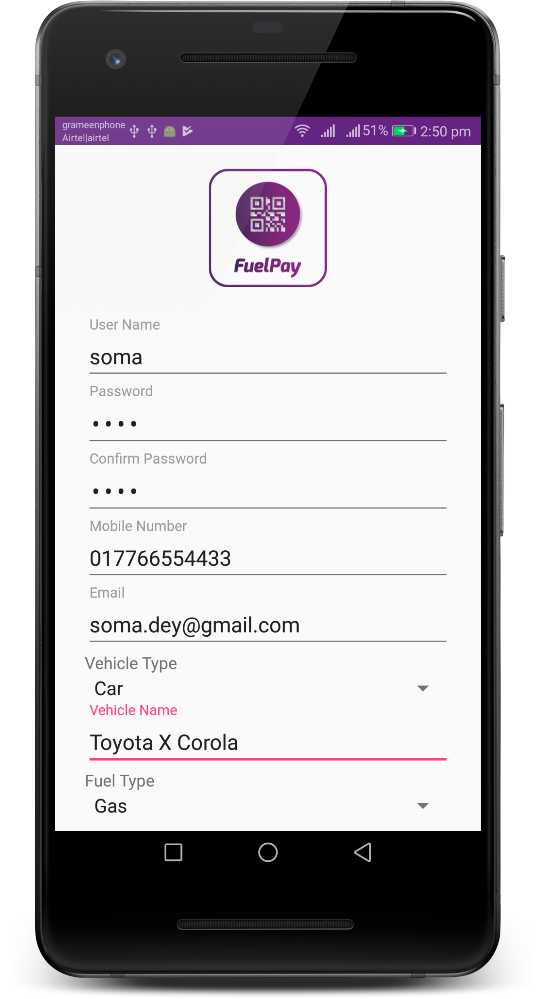 grameenphone
Airtel|airtel
51% 2:50 pm
FuelPay
User Name
soma
Password
••••
Confirm Password
••••
Mobile Number
017766554433
Email
soma.dey@gmail.com
Vehicle Type
Car
Vehicle Name
Toyota X Corola
Fuel Type
Gas